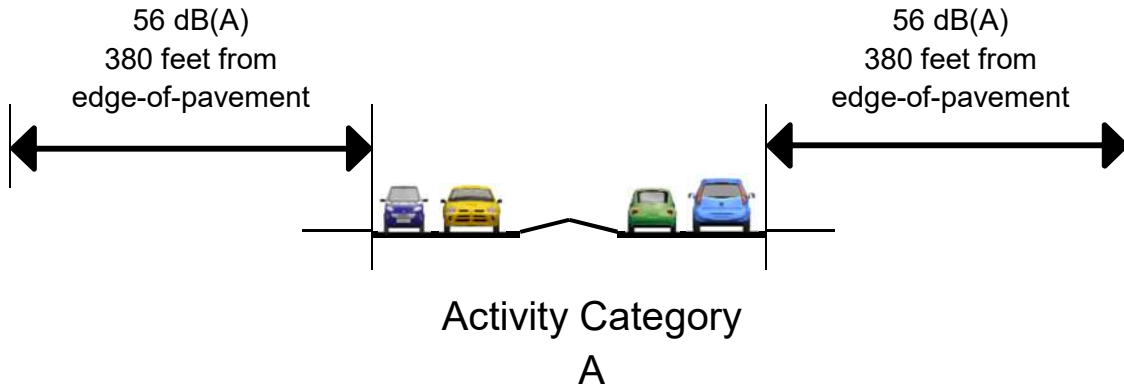 56 dB(A)
380 feet from
edge-of-pavement
56 dB(A)
380 feet from
edge-of-pavement
Activity Category
A